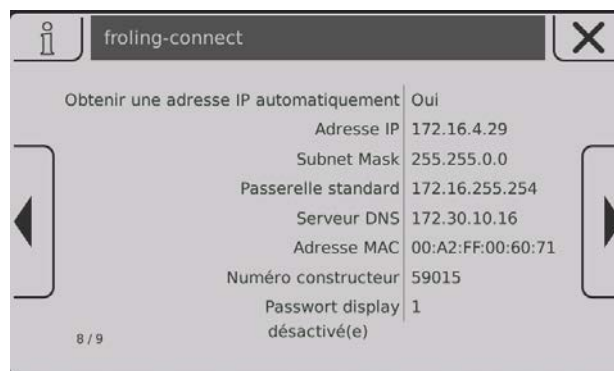 froling-connect
Obtenir une adresse IP automatiquement Oui
Adresse IP 172.16.4.29
Subnet Mask 255.255.0.0
Passerelle standard 172.16.255.254
Serveur DNS 172.30.10.16
Adresse MAC 00:A2:FF:00:60:71
Numéro constructeur 59015
Passwort display 1
désactivé(e)
8 / 9